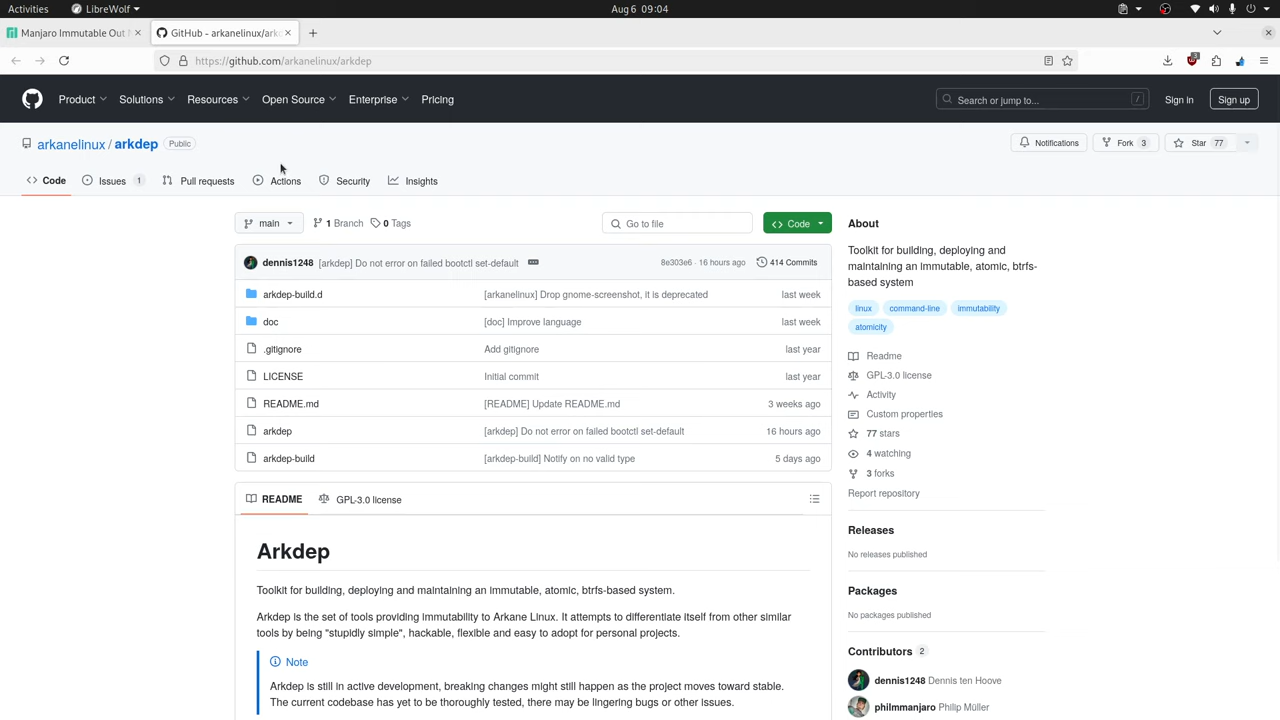 Activities LibreWolf Aug 6 09:04
Manjaro Immutable Out GitHub - arkanelinux/ark
https://github.com/arkanelinux/arkdep 3
Product Solutions Resources Open Source Enterprise Pricing Search or jump to... / Sign in Sign up
arkanelinux / arkdep Public Notifications Fork 3 Star 77
Code Issues 1 Pull requests Actions Security Insights
main 1 Branch 0 Tags Go to file Code
dennis1248 [arkdep] Do not error on failed bootctl set-default 8e303e6 · 16 hours ago 414 Commits
arkdep-build.d [arkanelinux] Drop gnome-screenshot, it is deprecated last week
doc [doc] Improve language last week
.gitignore Add gitignore last year
LICENSE Initial commit last year
README.md [README] Update README.md 3 weeks ago
arkdep [arkdep] Do not error on failed bootctl set-default 16 hours ago
arkdep-build [arkdep-build] Notify on no valid type 5 days ago
README GPL-3.0 license
Arkdep
Toolkit for building, deploying and maintaining an immutable, atomic, btrfs-based system.
Arkdep is the set of tools providing immutability to Arkane Linux. It attempts to differentiate itself from other similar
tools by being "stupidly simple", hackable, flexible and easy to adopt for personal projects.
Note
Arkdep is still in active development, breaking changes might still happen as the project moves toward stable.
The current codebase has yet to be thoroughly tested, there may be lingering bugs or other issues.
About
Toolkit for building, deploying and
maintaining an immutable, atomic, btrfs-
based system
linux command-line immutability
atomicity
Readme
GPL-3.0 license
Activity
Custom properties
77 stars
4 watching
3 forks
Report repository
Releases
No releases published
Packages
No packages published
Contributors 2
dennis1248 Dennis ten Hoove
philmmanjaro Philip Müller